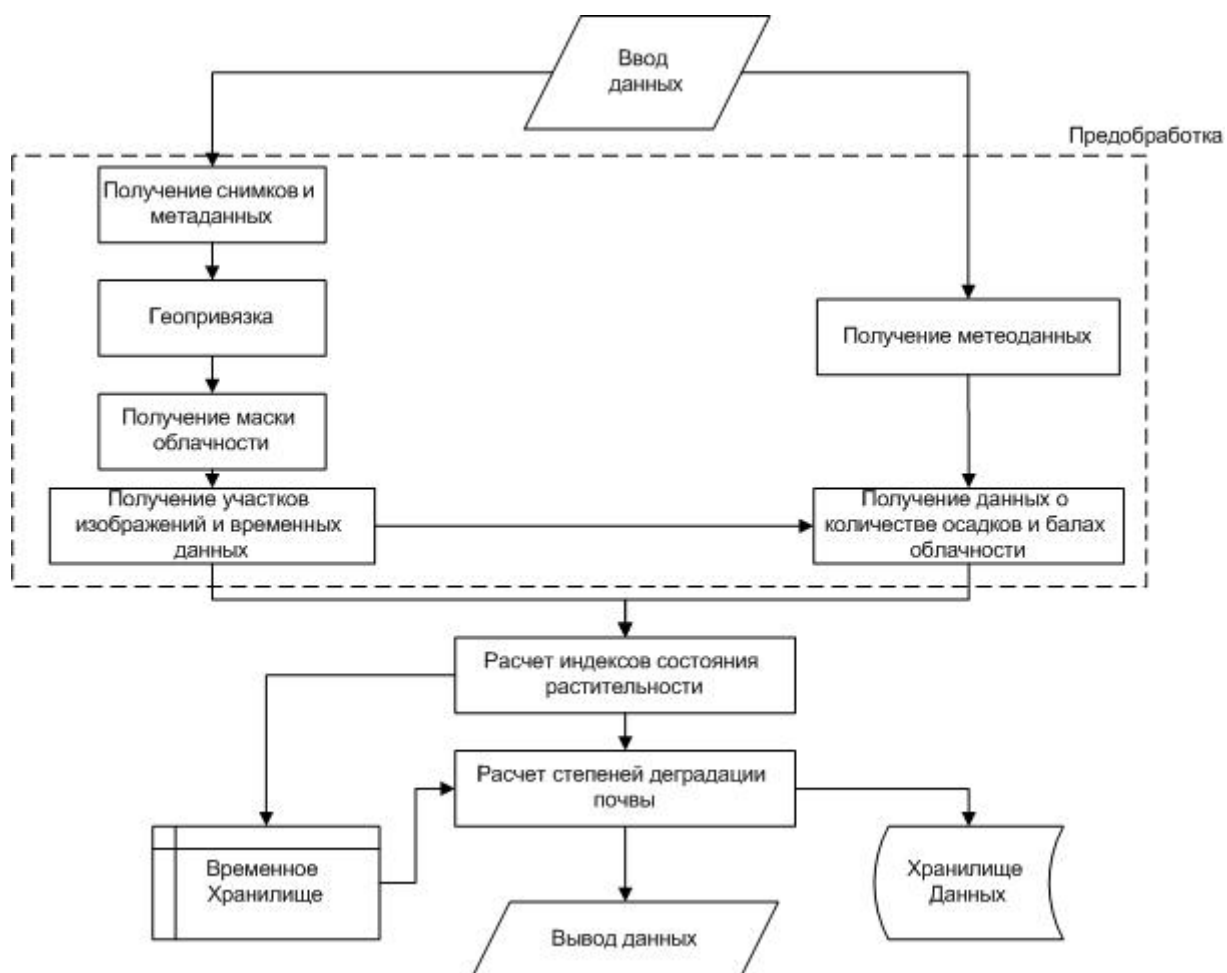 Ввод
данных
Предобработка
Получение снимков и
метаданных
Геопривязка
Получение метеоданных
Получение маски
облачности
Получение участков
изображений и временных
данных
Получение данных о
количестве осадков и балах
облачности
Расчет индексов состояния
растительности
Расчет степеней деградации
почвы
Временное
Хранилище
Хранилище
Данных
Вывод данных